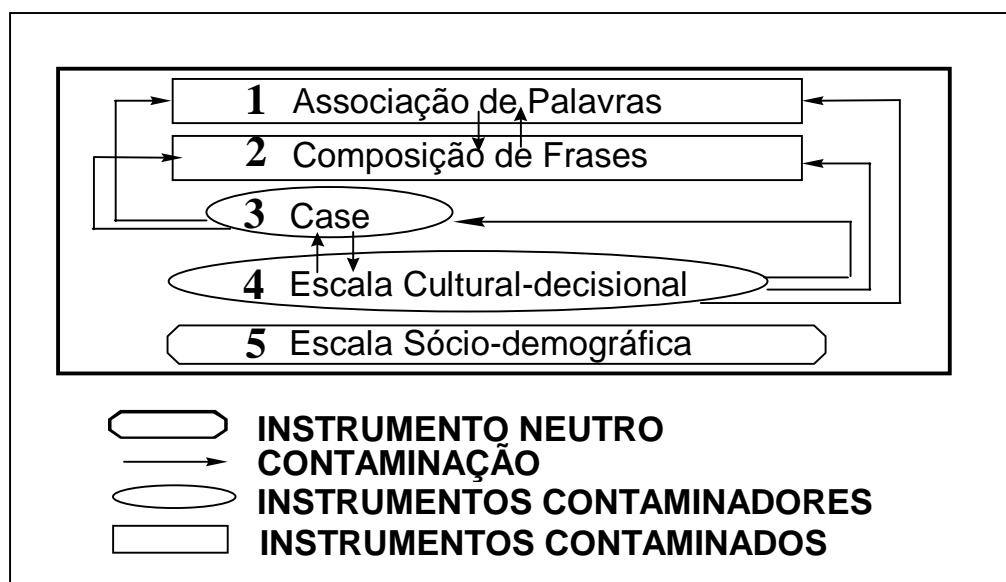 1 Associação de Palavras
2 Composição de Frases
3 Case
4 Escala Cultural-decisional
5 Escala Sócio-demográfica
INSTRUMENTO NEUTRO
CONTAMINAÇÃO
INSTRUMENTOS CONTAMINADORES
INSTRUMENTOS CONTAMINADOS